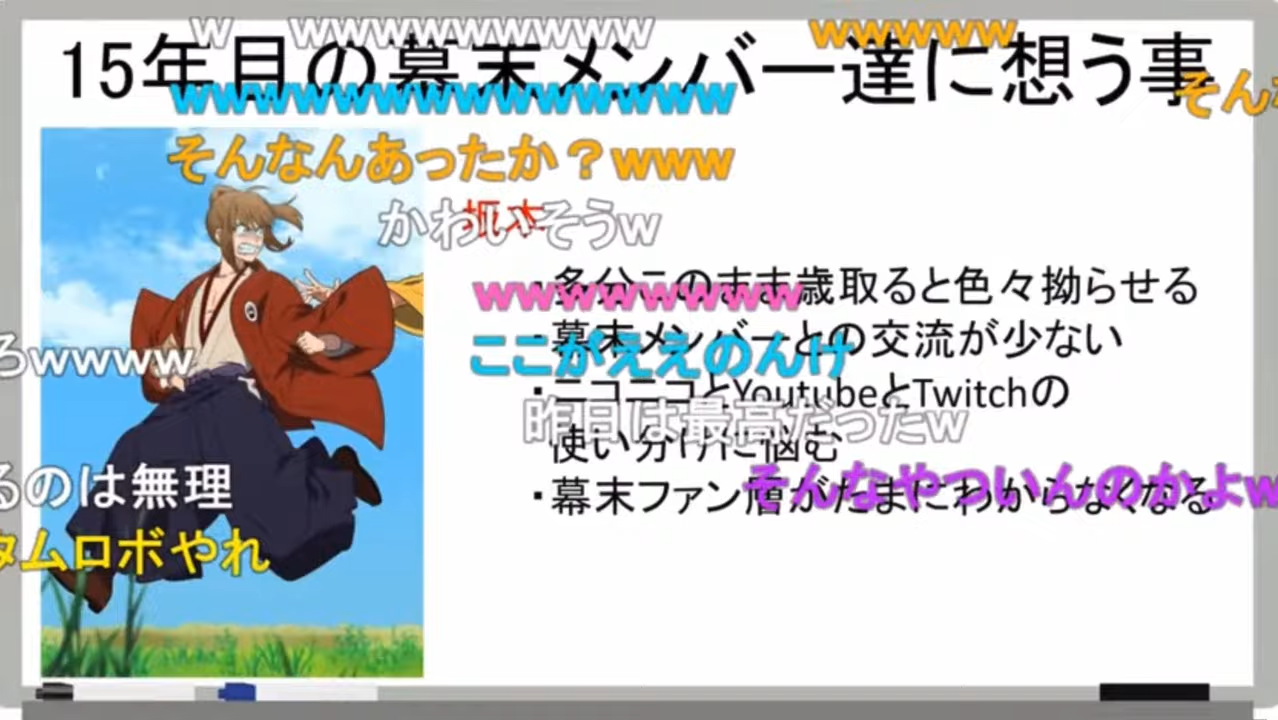 w wwwwwwwwwww
wwwwww
15年目の幕末メンバー達に想う事
wwwwwwwwwwwwww
そん
そんなんあったか？www
かわいそうw
坂本
・多分このまま歳取ると色々拗らせる
wwwwwwwww
・幕末メンバーとの交流が少ない
ろwwww
ここがええのんけ
・ニコニコとYoutubeとTwitchの
昨日は最高だったw
使い分けに悩む
るのは無理
そんなやついんのかよw
・幕末ファン層がたまにわからなくなる
タムロボやれ